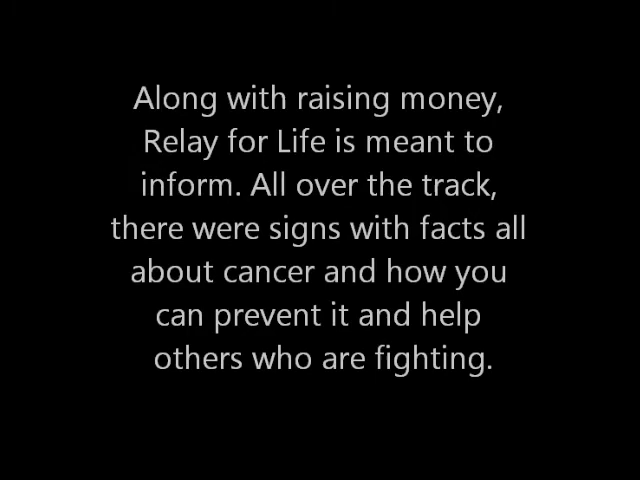 Along with raising money,
Relay for Life is meant to
inform. All over the track,
there were signs with facts all
about cancer and how you
can prevent it and help
others who are fighting.